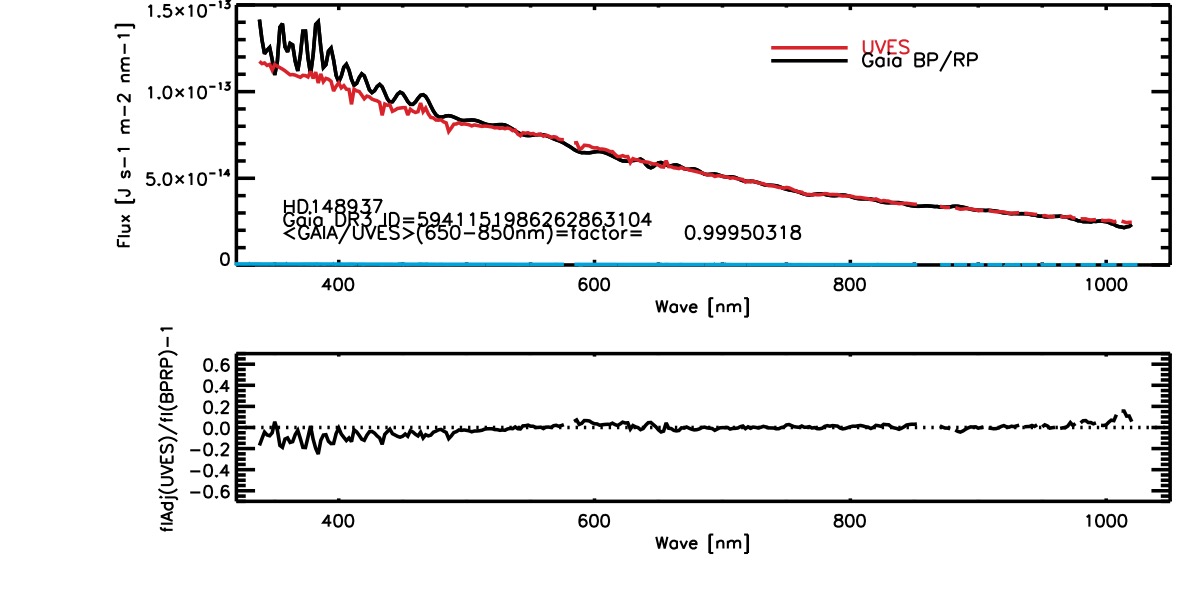 1.5×10−13
1.0×10−13
5.0×10−14
0
Flux [J s−1 m−2 nm−1]
UVES
Gaia BP/RP
HD148937
Gaia DR3 ID=5941151986262863104
<GAIA/UVES>(650−850nm)=factor= 0.99950318
400 600 800 1000
Wave [nm]
flAdj(UVES)/fl(BPRP)−1
0.6
0.4
0.2
0.0
−0.2
−0.4
−0.6
400 600 800 1000
Wave [nm]